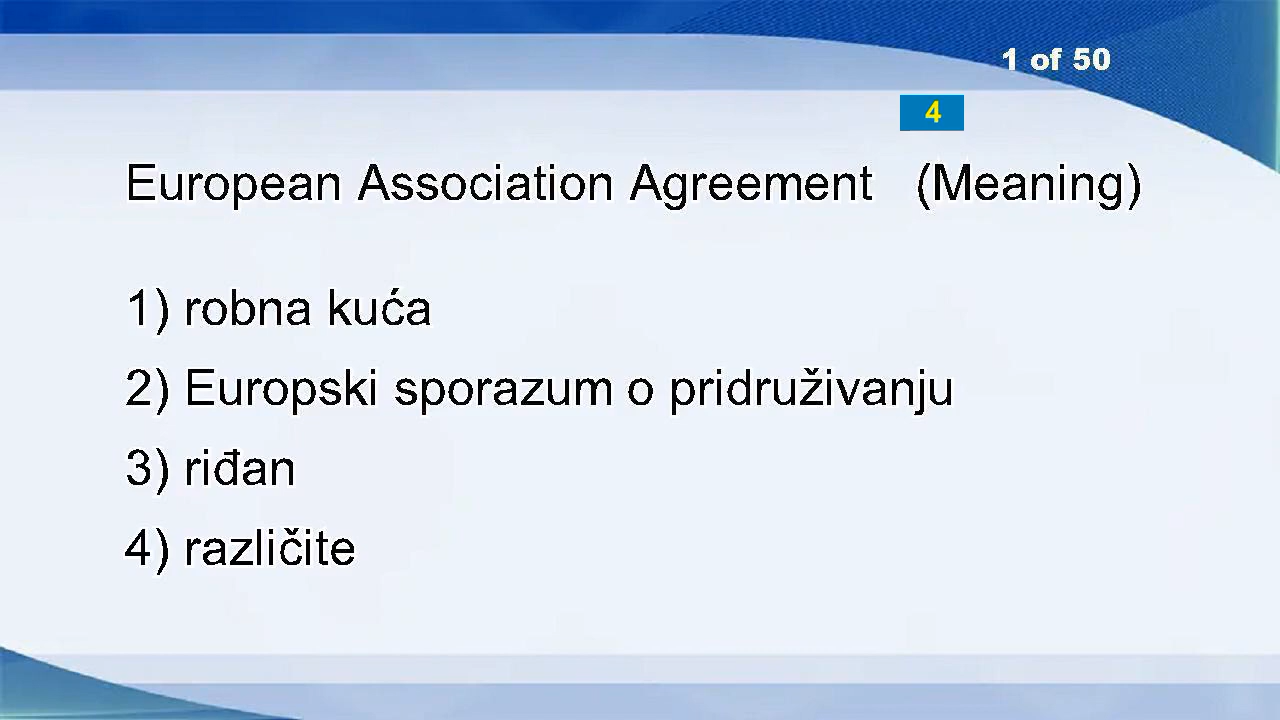 1 of 50
4
European Association Agreement (Meaning)
1) robna kuća
2) Europski sporazum o pridruživanju
3) riđan
4) različite